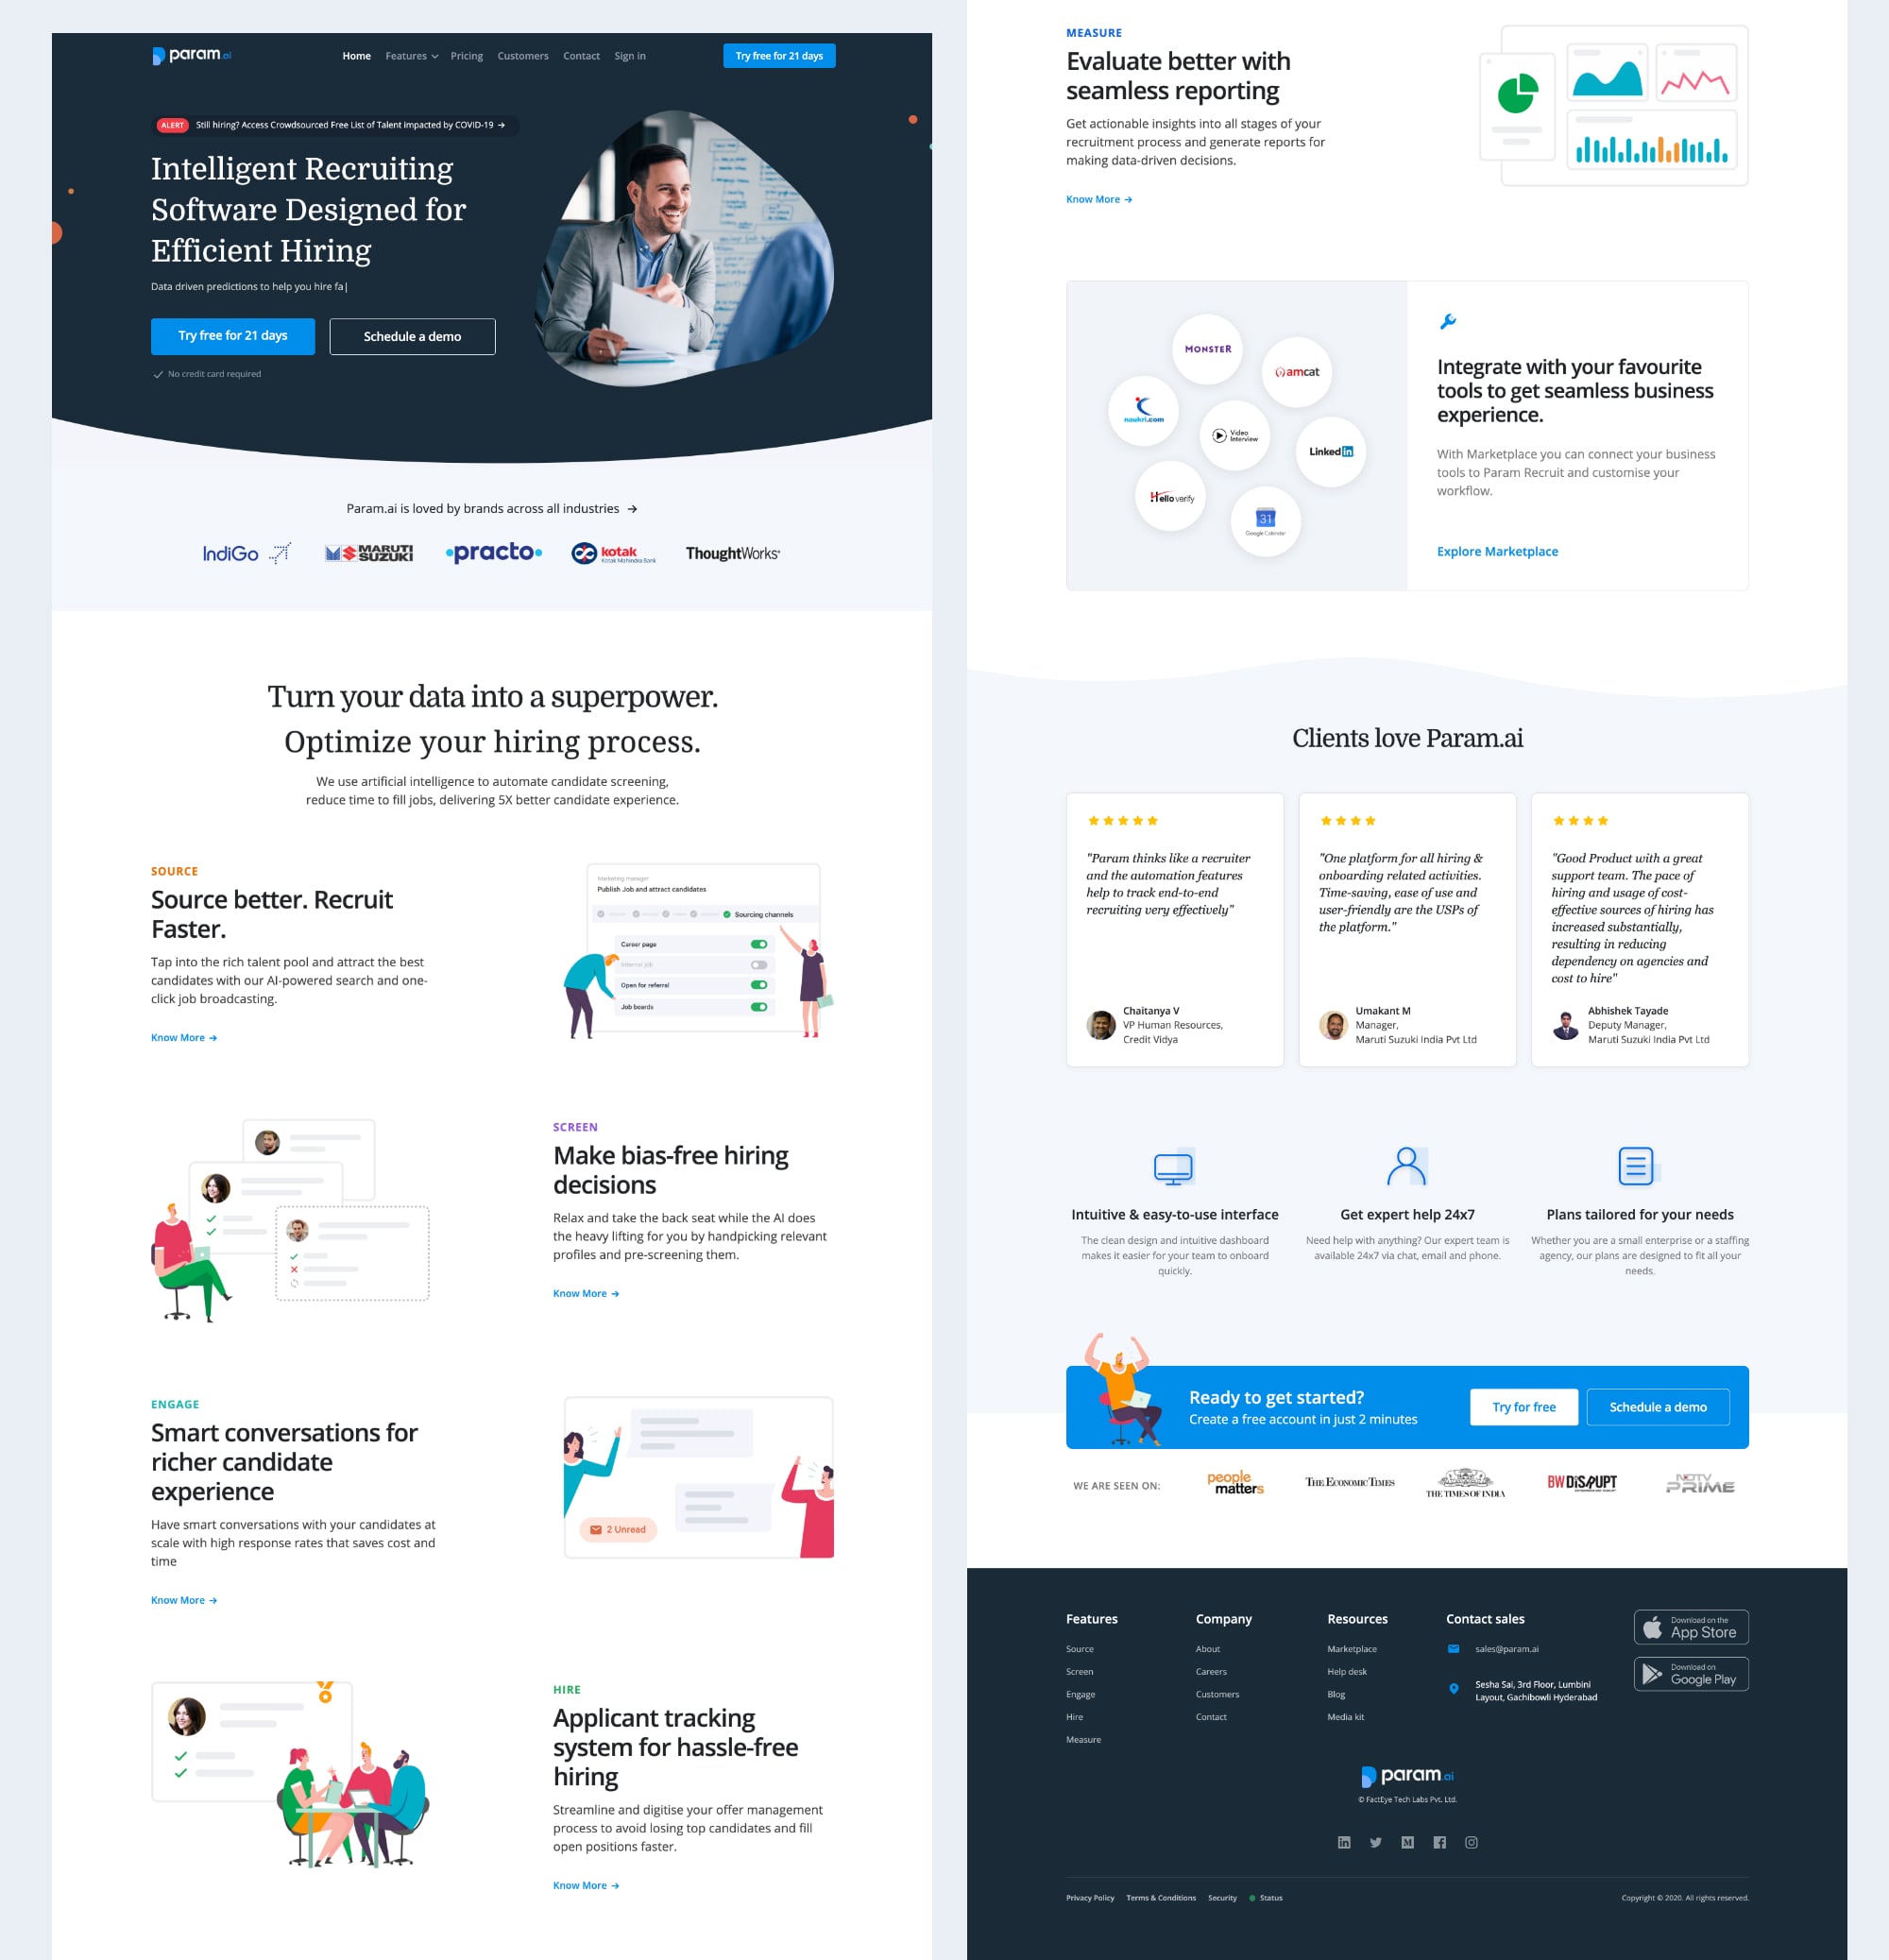 param.ai
Home Features Pricing Customers Contact Sign in
Try free for 21 days
ALERT Still hiring? Access Crowdsourced Free List of Talent impacted by COVID-19 →
Intelligent Recruiting
Software Designed for
Efficient Hiring
Data driven predictions to help you hire fa|
Try free for 21 days
Schedule a demo
No credit card required
Param.ai is loved by brands across all industries →
IndiGo
MARUTI
SUZUKI
practo
kotak
Kotak Mahindra Bank
ThoughtWorks
Turn your data into a superpower.
Optimize your hiring process.
We use artificial intelligence to automate candidate screening,
reduce time to fill jobs, delivering 5X better candidate experience.
SOURCE
Source better. Recruit
Faster.
Tap into the rich talent pool and attract the best
candidates with our AI-powered search and one-
click job broadcasting.
Know More →
Marketing manager
Publish Job and attract candidates
Sourcing channels
Career page
Internal job
Open for referral
Job boards
SCREEN
Make bias-free hiring
decisions
Relax and take the back seat while the AI does
the heavy lifting for you by handpicking relevant
profiles and pre-screening them.
Know More →
ENGAGE
Smart conversations for
richer candidate
experience
Have smart conversations with your candidates at
scale with high response rates that saves cost and
time
Know More →
2 Unread
HIRE
Applicant tracking
system for hassle-free
hiring
Streamline and digitise your offer management
process to avoid losing top candidates and fill
open positions faster.
Know More →
MEASURE
Evaluate better with
seamless reporting
Get actionable insights into all stages of your
recruitment process and generate reports for
making data-driven decisions.
Know More →
MONSTER
amcat
naukri.com
Video
Interview
Linked in
Hello verify
31
Google Calendar
Integrate with your favourite
tools to get seamless business
experience.
With Marketplace you can connect your business
tools to Param Recruit and customise your
workflow.
Explore Marketplace
Clients love Param.ai
"Param thinks like a recruiter
and the automation features
help to track end-to-end
recruiting very effectively"
Chaitanya V
VP Human Resources,
Credit Vidya
"One platform for all hiring &
onboarding related activities.
Time-saving, ease of use and
user-friendly are the USPs of
the platform."
Umakant M
Manager,
Maruti Suzuki India Pvt Ltd
"Good Product with a great
support team. The pace of
hiring and usage of cost-
effective sources of hiring has
increased substantially,
resulting in reducing
dependency on agencies and
cost to hire"
Abhishek Tayade
Deputy Manager,
Maruti Suzuki India Pvt Ltd
Intuitive & easy-to-use interface
The clean design and intuitive dashboard
makes it easier for your team to onboard
quickly.
Get expert help 24x7
Need help with anything? Our expert team is
available 24x7 via chat, email and phone.
Plans tailored for your needs
Whether you are a small enterprise or a staffing
agency, our plans are designed to fit all your
needs.
Ready to get started?
Create a free account in just 2 minutes
Try for free
Schedule a demo
WE ARE SEEN ON:
people
matters
THE ECONOMIC TIMES
THE TIMES OF INDIA
BW DISRUPT
NDTV
PRIME
Features
Source
Screen
Engage
Hire
Measure
Company
About
Careers
Customers
Contact
Resources
Marketplace
Help desk
Blog
Media kit
Contact sales
sales@param.ai
Sesha Sai, 3rd Floor, Lumbini
Layout, Gachibowli Hyderabad
Download on the
App Store
Download on
Google Play
param.ai
© FactEye Tech Labs Pvt. Ltd.
Privacy Policy Terms & Conditions Security Status
Copyright © 2020. All rights reserved.